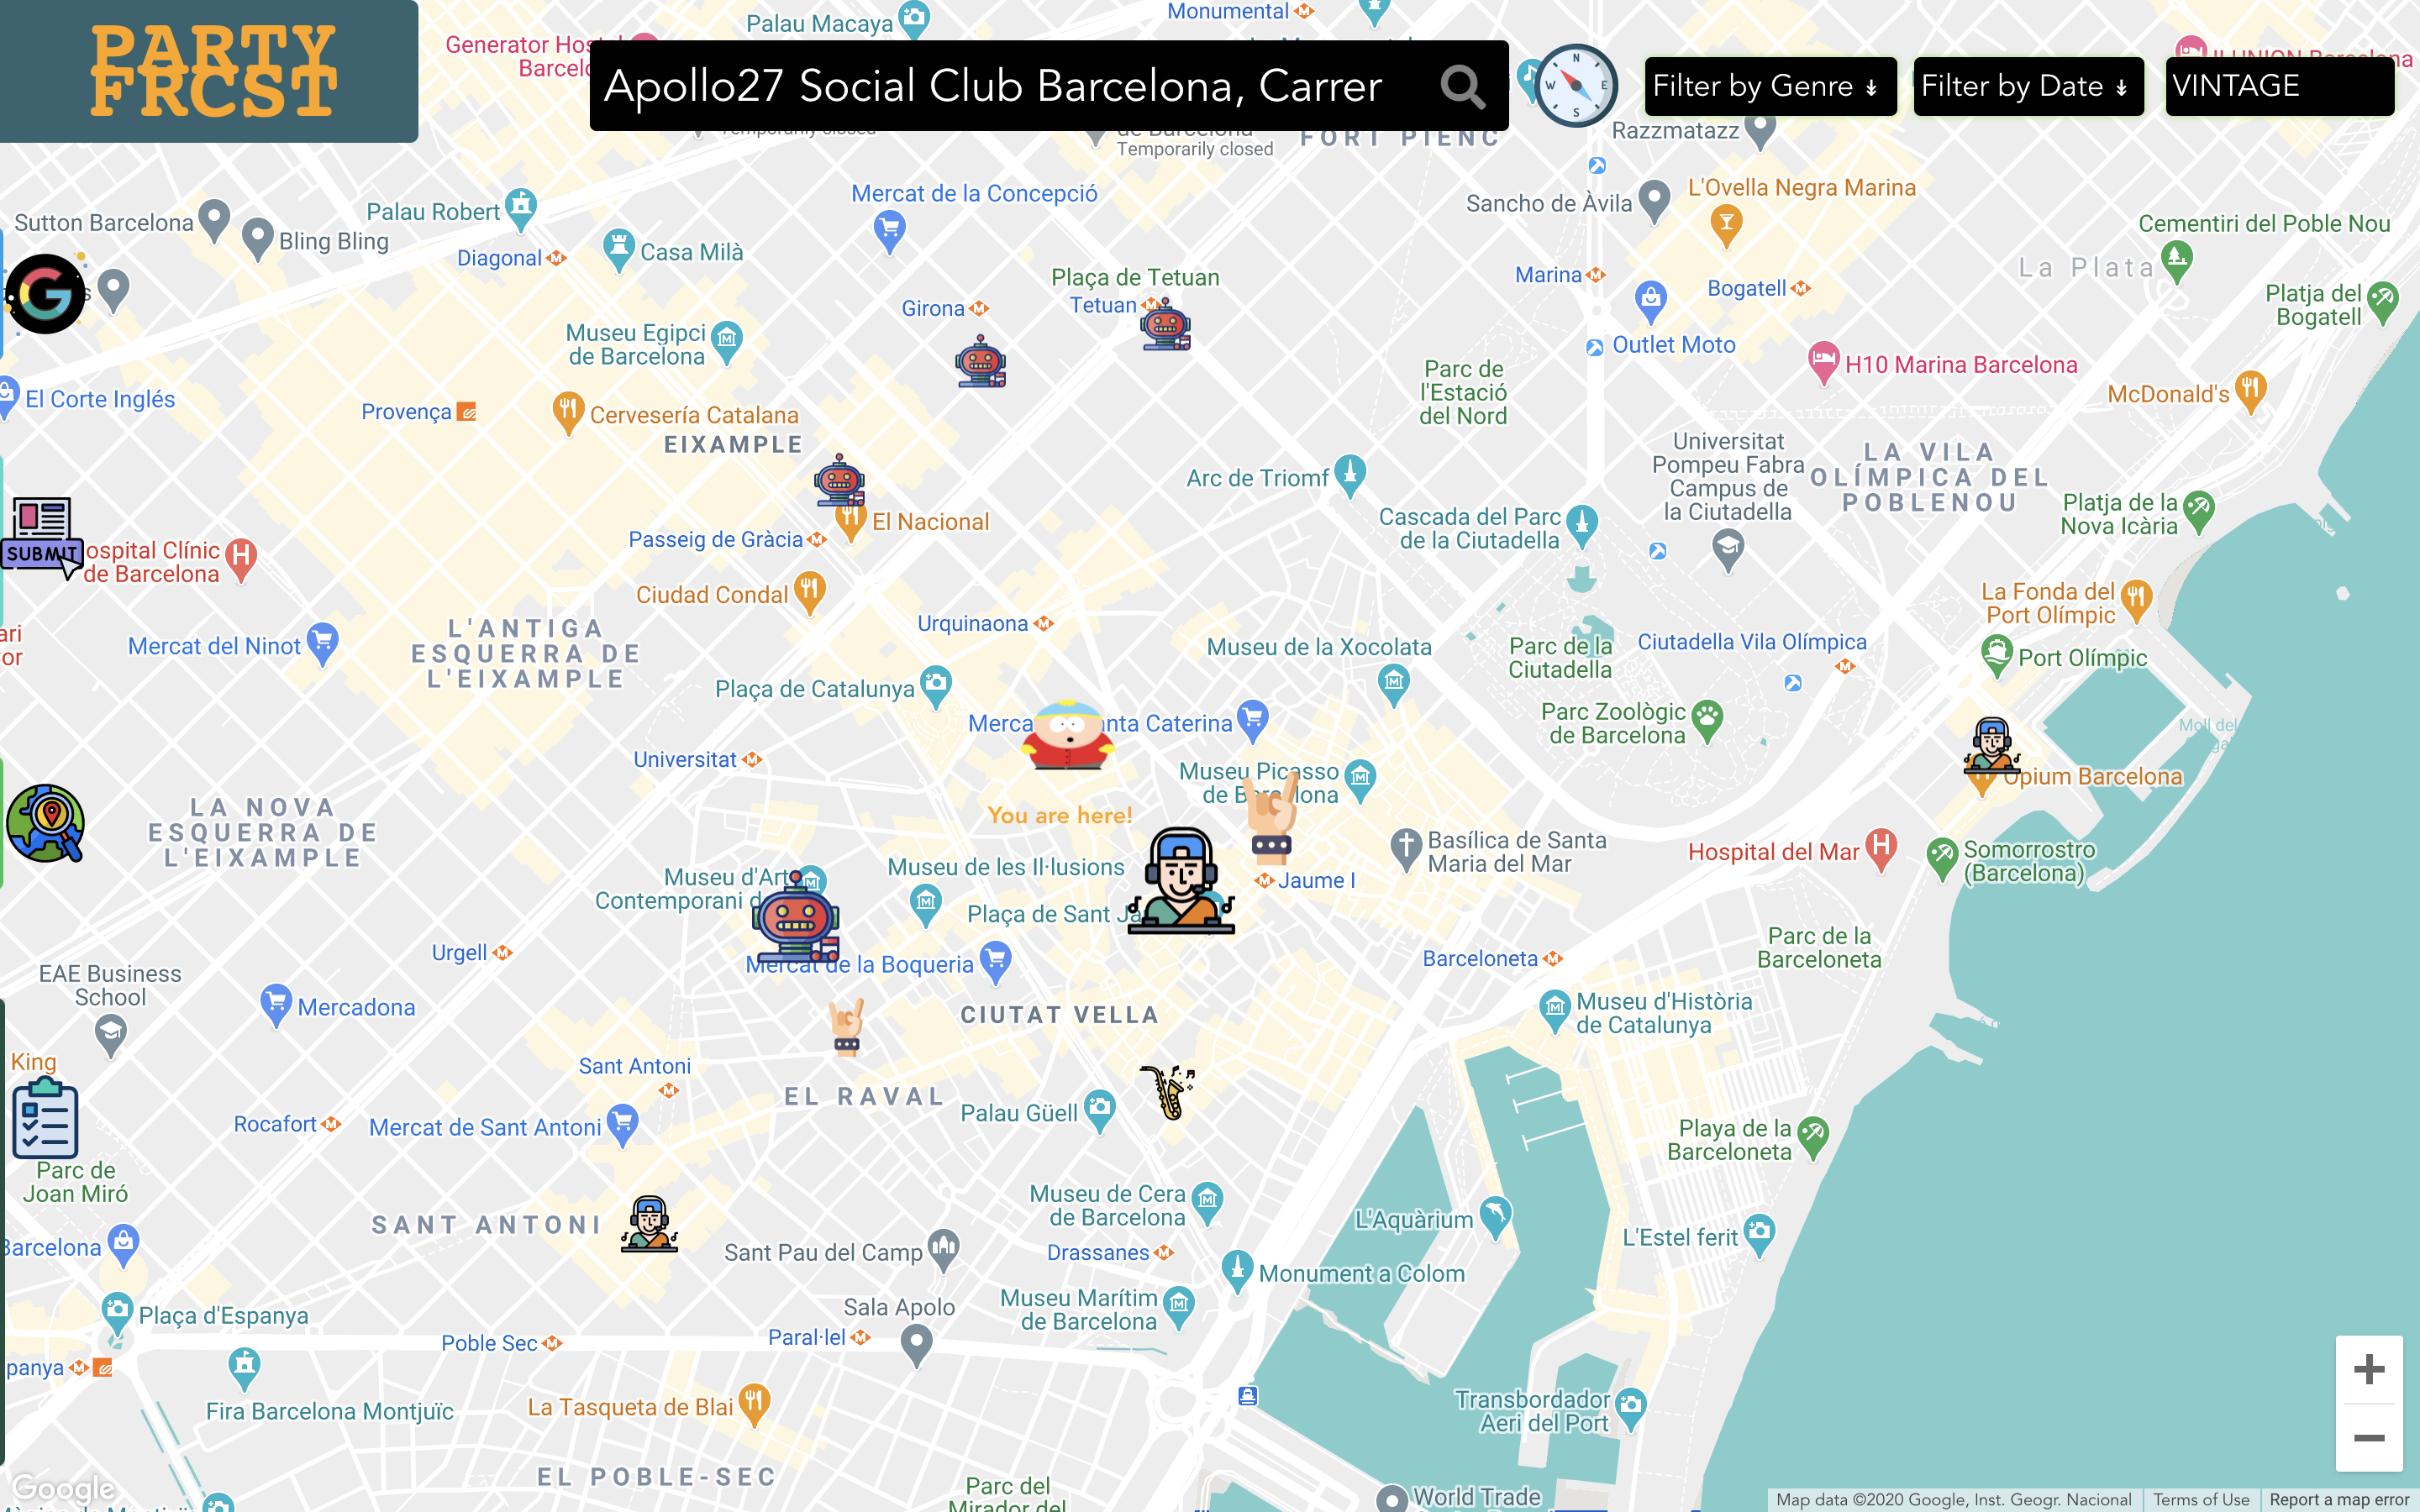 PARTY
FRCST
Palau Macaya
Monumental
Generator
Apollo27 Social Club Barcelona, Carrer
N
W
E
S
Filter by Genre ↡
Filter by Date ↡
VINTAGE
Temporarily closed
de Barcelona
Temporarily closed
FORT PIENC
Razzmatazz
Sutton Barcelona
Bling Bling
Palau Robert
Diagonal
Casa Milà
Mercat de la Concepció
Sancho de Àvila
L'Ovella Negra Marina
Cementiri del Poble Nou
La Plata
Platja del
Bogatell
Plaça de Tetuan
Tetuan
Girona
Marina
Bogatell
Outlet Moto
H10 Marina Barcelona
McDonald's
G
Museu Egipci
de Barcelona
El Corte Inglés
Provença
Cervesería Catalana
EIXAMPLE
Parc de
l'Estació
del Nord
Universitat
Pompeu Fabra
Campus de
la Ciutadella
LA VILA
OLÍMPICA DEL
POBLENOU
Arc de Triomf
Cascada del Parc
de la Ciutadella
Platja de la
Nova Icària
El Nacional
Passeig de Gràcia
SUBMIT
ospital Clínic
de Barcelona
H
Ciudad Condal
Urquinaona
La Fonda del
Port Olímpic
Port Olímpic
Mercat del Ninot
L'ANTIGA
ESQUERRA DE
L'EIXAMPLE
Museu de la Xocolata
Parc de la
Ciutadella
Ciutadella Vila Olímpica
Plaça de Catalunya
Parc Zoològic
de Barcelona
Moll del
Universitat
You are here!
Museu Picasso
Opium Barcelona
LA NOVA
ESQUERRA DE
L'EIXAMPLE
Basílica de Santa
Maria del Mar
Hospital del Mar
H
Somorrostro
(Barcelona)
Museu d'Art
Contemporani d
Museu de les Il·lusions
Plaça de Sant
Jaume I
Urgell
Mercat de la Boqueria
Barceloneta
Parc de la
Barceloneta
EAE Business
School
Mercadona
CIUTAT VELLA
Museu d'Història
de Catalunya
King
Sant Antoni
EL RAVAL
Palau Güell
Rocafort
Mercat de Sant Antoni
Playa de la
Barceloneta
Parc de
Joan Miró
SANT ANTONI
Museu de Cera
de Barcelona
L'Aquàrium
L'Estel ferit
Barcelona
Sant Pau del Camp
Drassanes
Monument a Colom
Plaça d'Espanya
Sala Apolo
Museu Marítim
de Barcelona
Poble Sec
Paral·lel
panya
Fira Barcelona Montjuïc
La Tasqueta de Blai
Transbordador
Aeri del Port
EL POBLE-SEC
Parc del
Mirador del
World Trade
+
−
Google
Map data ©2020 Google, Inst. Geogr. Nacional
Terms of Use
Report a map error